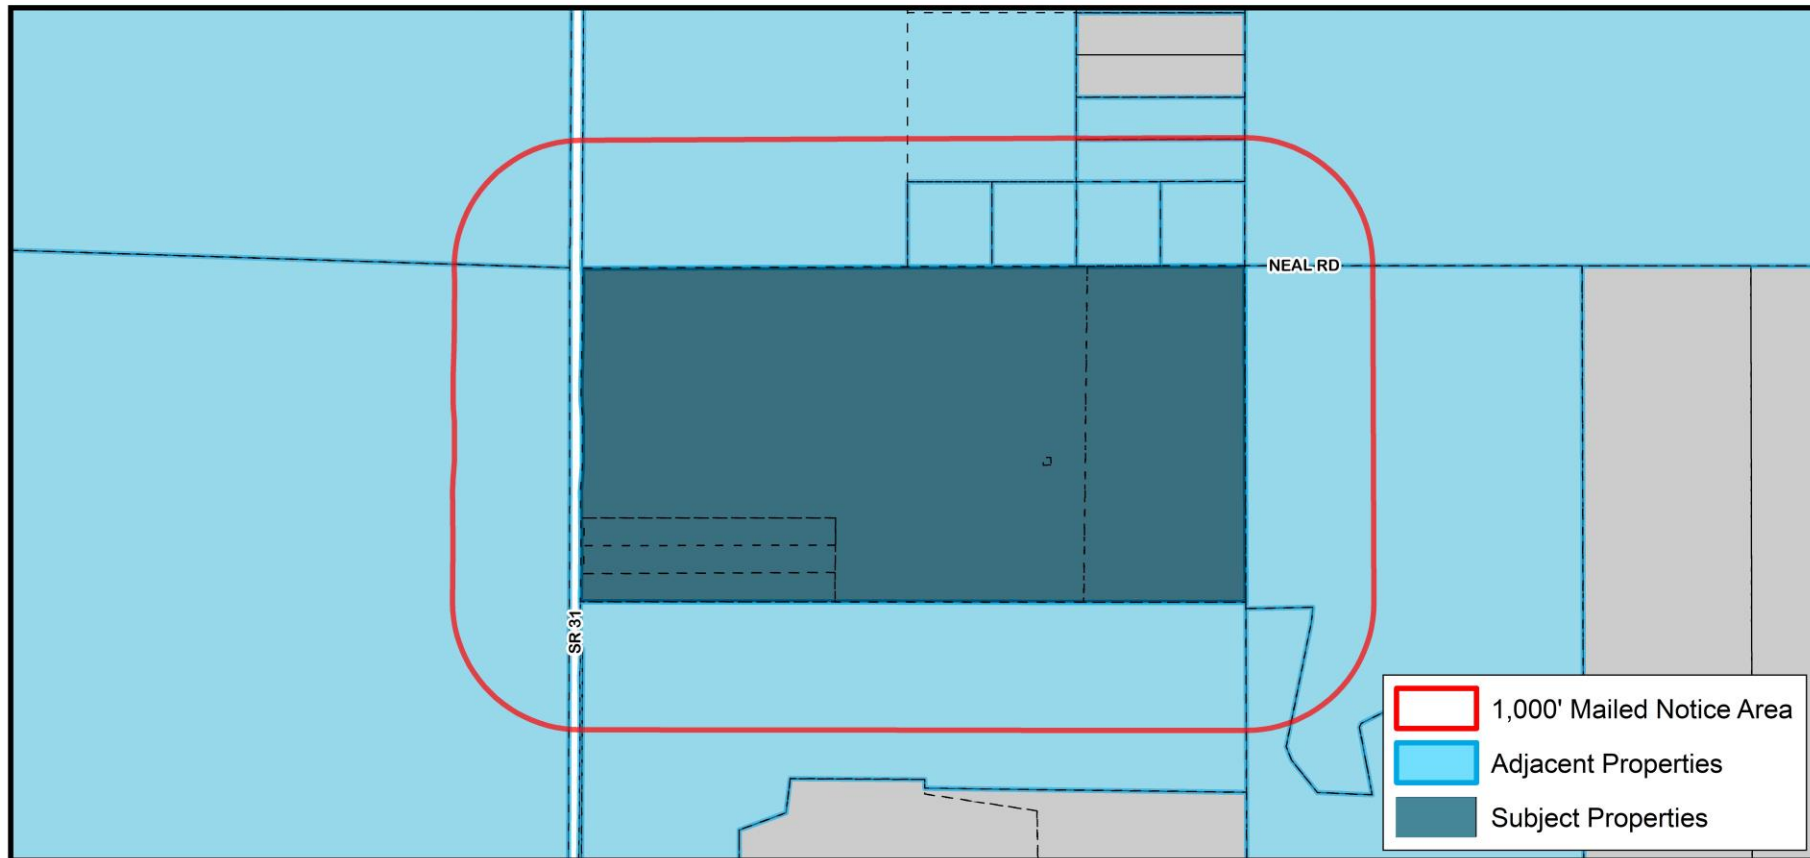 NEAL RD
SR 31
1,000' Mailed Notice Area
Adjacent Properties
Subject Properties